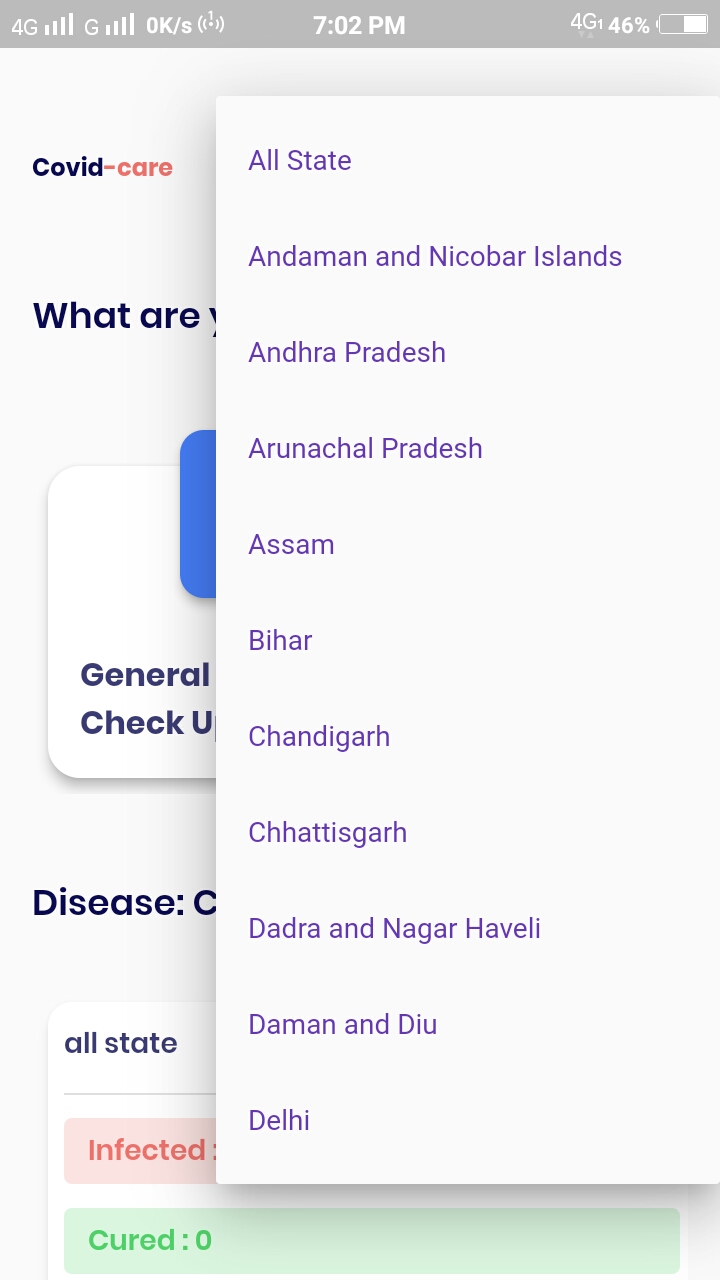 4G G 0K/s 1 7:02 PM 4G1 46%
Covid-care
What are
General
Check
Disease:
all state
Infected :
Cured : 0
All State
Andaman and Nicobar Islands
Andhra Pradesh
Arunachal Pradesh
Assam
Bihar
Chandigarh
Chhattisgarh
Dadra and Nagar Haveli
Daman and Diu
Delhi